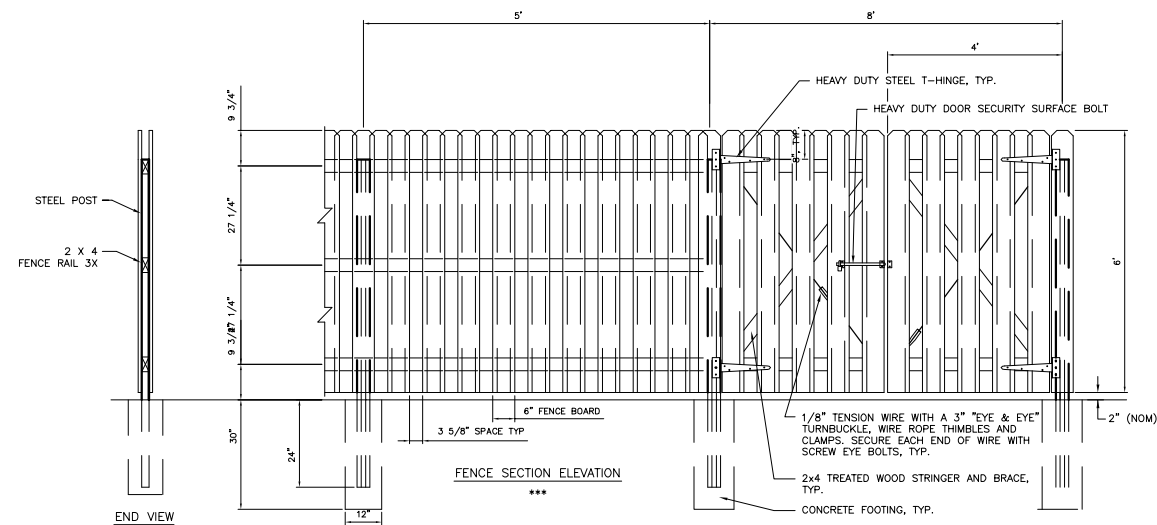 5'
8'
4'
HEAVY DUTY STEEL T-HINGE, TYP.
HEAVY DUTY DOOR SECURITY SURFACE BOLT
9 3/4"
8", TYP.
STEEL POST
27 1/4"
2 X 4
FENCE RAIL 3X
6'
27 1/4"
9 3/4"
6" FENCE BOARD
3 5/8" SPACE TYP
2" (NOM)
1/8" TENSION WIRE WITH A 3" "EYE & EYE"
TURNBUCKLE, WIRE ROPE THIMBLES AND
CLAMPS. SECURE EACH END OF WIRE WITH
SCREW EYE BOLTS, TYP.
30"
24"
FENCE SECTION ELEVATION
***
2x4 TREATED WOOD STRINGER AND BRACE,
TYP.
CONCRETE FOOTING, TYP.
END VIEW
12"